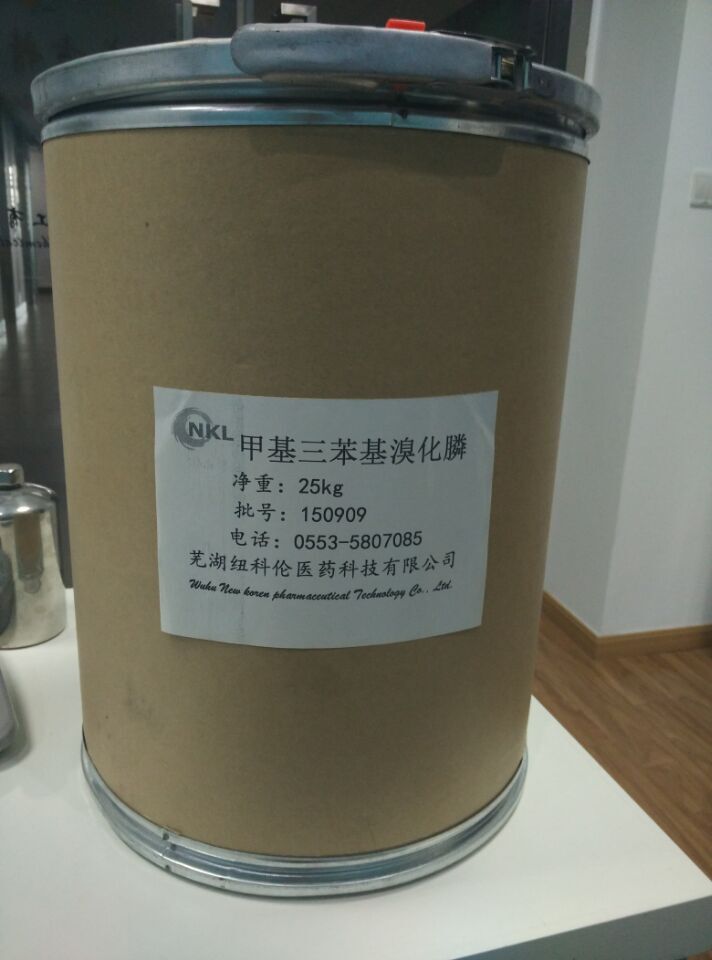 NKL 甲基三苯基溴化膦
净重：25kg
批号：150909
电话：0553-5807085
芜湖纽科伦医药科技有限公司
Wuhu New koren pharmaceutical Technology Co., Ltd.